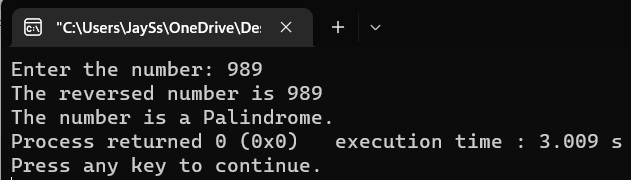 "C:\Users\JaySs\OneDrive\De:
Enter the number: 989
The reversed number is 989
The number is a Palindrome.
Process returned 0 (0x0)   execution time : 3.009 s
Press any key to continue.